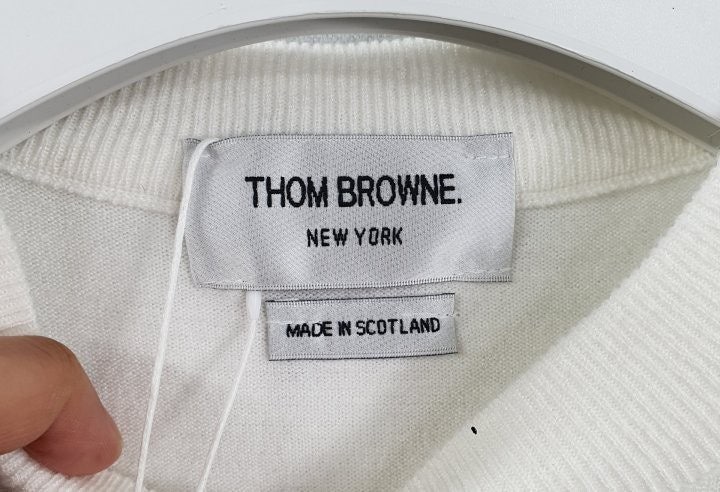 THOM BROWNE.
NEW YORK
MADE IN SCOTLAND